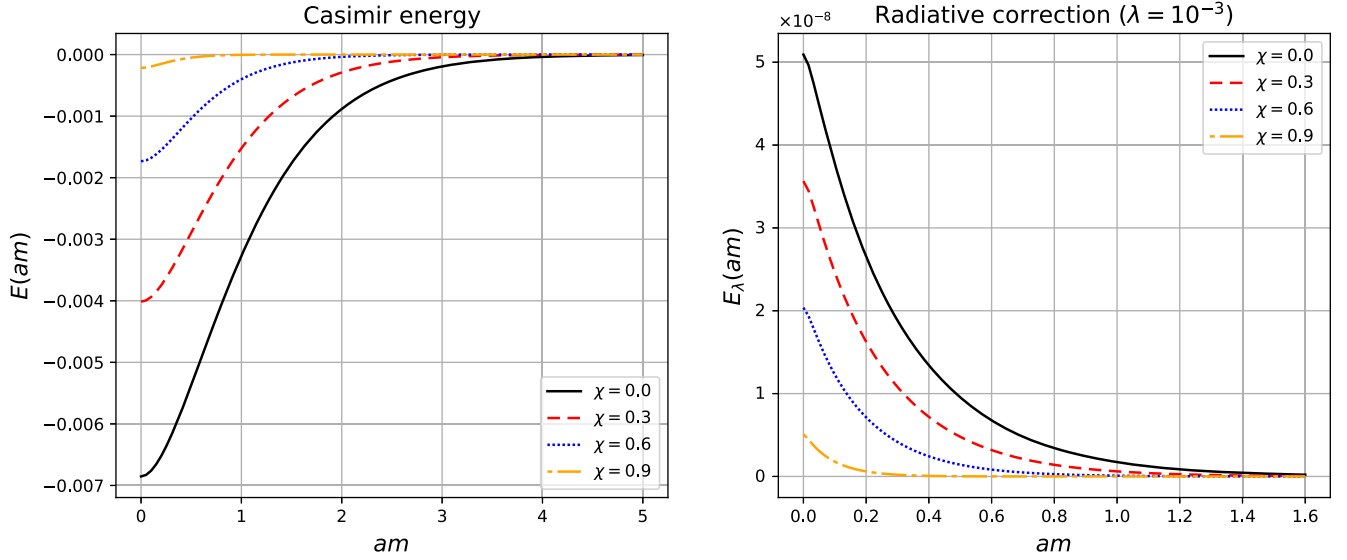 Casimir energy
E(am)
0.000
−0.001
−0.002
−0.003
−0.004
−0.005
−0.006
−0.007
χ = 0.0
χ = 0.3
χ = 0.6
χ = 0.9
0 1 2 3 4 5
am
Radiative correction (λ = 10⁻³)
×10⁻⁸
E_λ(am)
5
4
3
2
1
0
χ = 0.0
χ = 0.3
χ = 0.6
χ = 0.9
0.0 0.2 0.4 0.6 0.8 1.0 1.2 1.4 1.6
am